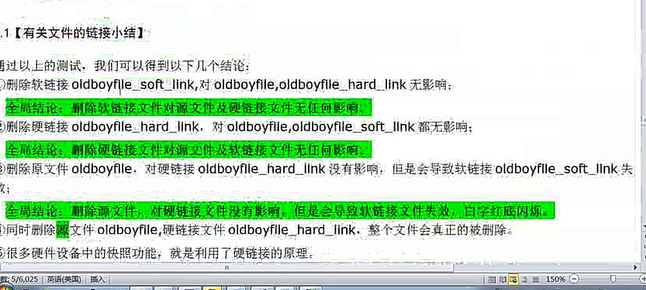 .1【有关文件的链接小结】
通过以上的测试，我们可以得到以下几个结论：
)删除软链接 oldboyfile_soft_link,对 oldboyfile,oldboyfile_hard_link 无影响；
全局结论：删除软链接文件对源文件及硬链接文件无任何影响。
)删除硬链接 oldboyfile_hard_link，对 oldboyfile,oldboyfile_soft_link 都无影响；
全局结论：删除硬链接文件对源文件及软链接文件无任何影响。
)删除原文件 oldboyfile，对硬链接 oldboyfile_hard_link 没有影响，但是会导致软链接 oldboyfile_soft_link 失
效；
全局结论：删除源文件，对硬链接文件没有影响，但是会导致软链接文件失效，白字红底闪烁。
)同时删除源文件 oldboyfile,硬链接文件 oldboyfile_hard_link，整个文件会真正的被删除。
)很多硬件设备中的快照功能，就是利用了硬链接的原理。
数: 5/6,025 英语(美国) 插入 150%